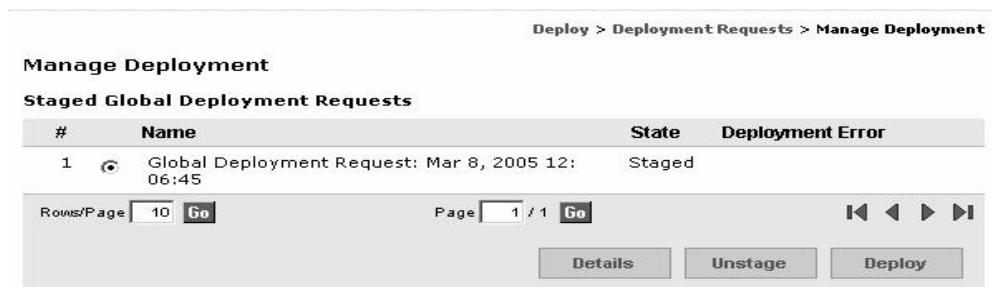 Deploy > Deployment Requests > Manage Deployment
Manage Deployment
Staged Global Deployment Requests
# Name State Deployment Error
1 Global Deployment Request: Mar 8, 2005 12: Staged
06:45
Rows/Page 10 Go Page 1 / 1 Go
Details Unstage Deploy